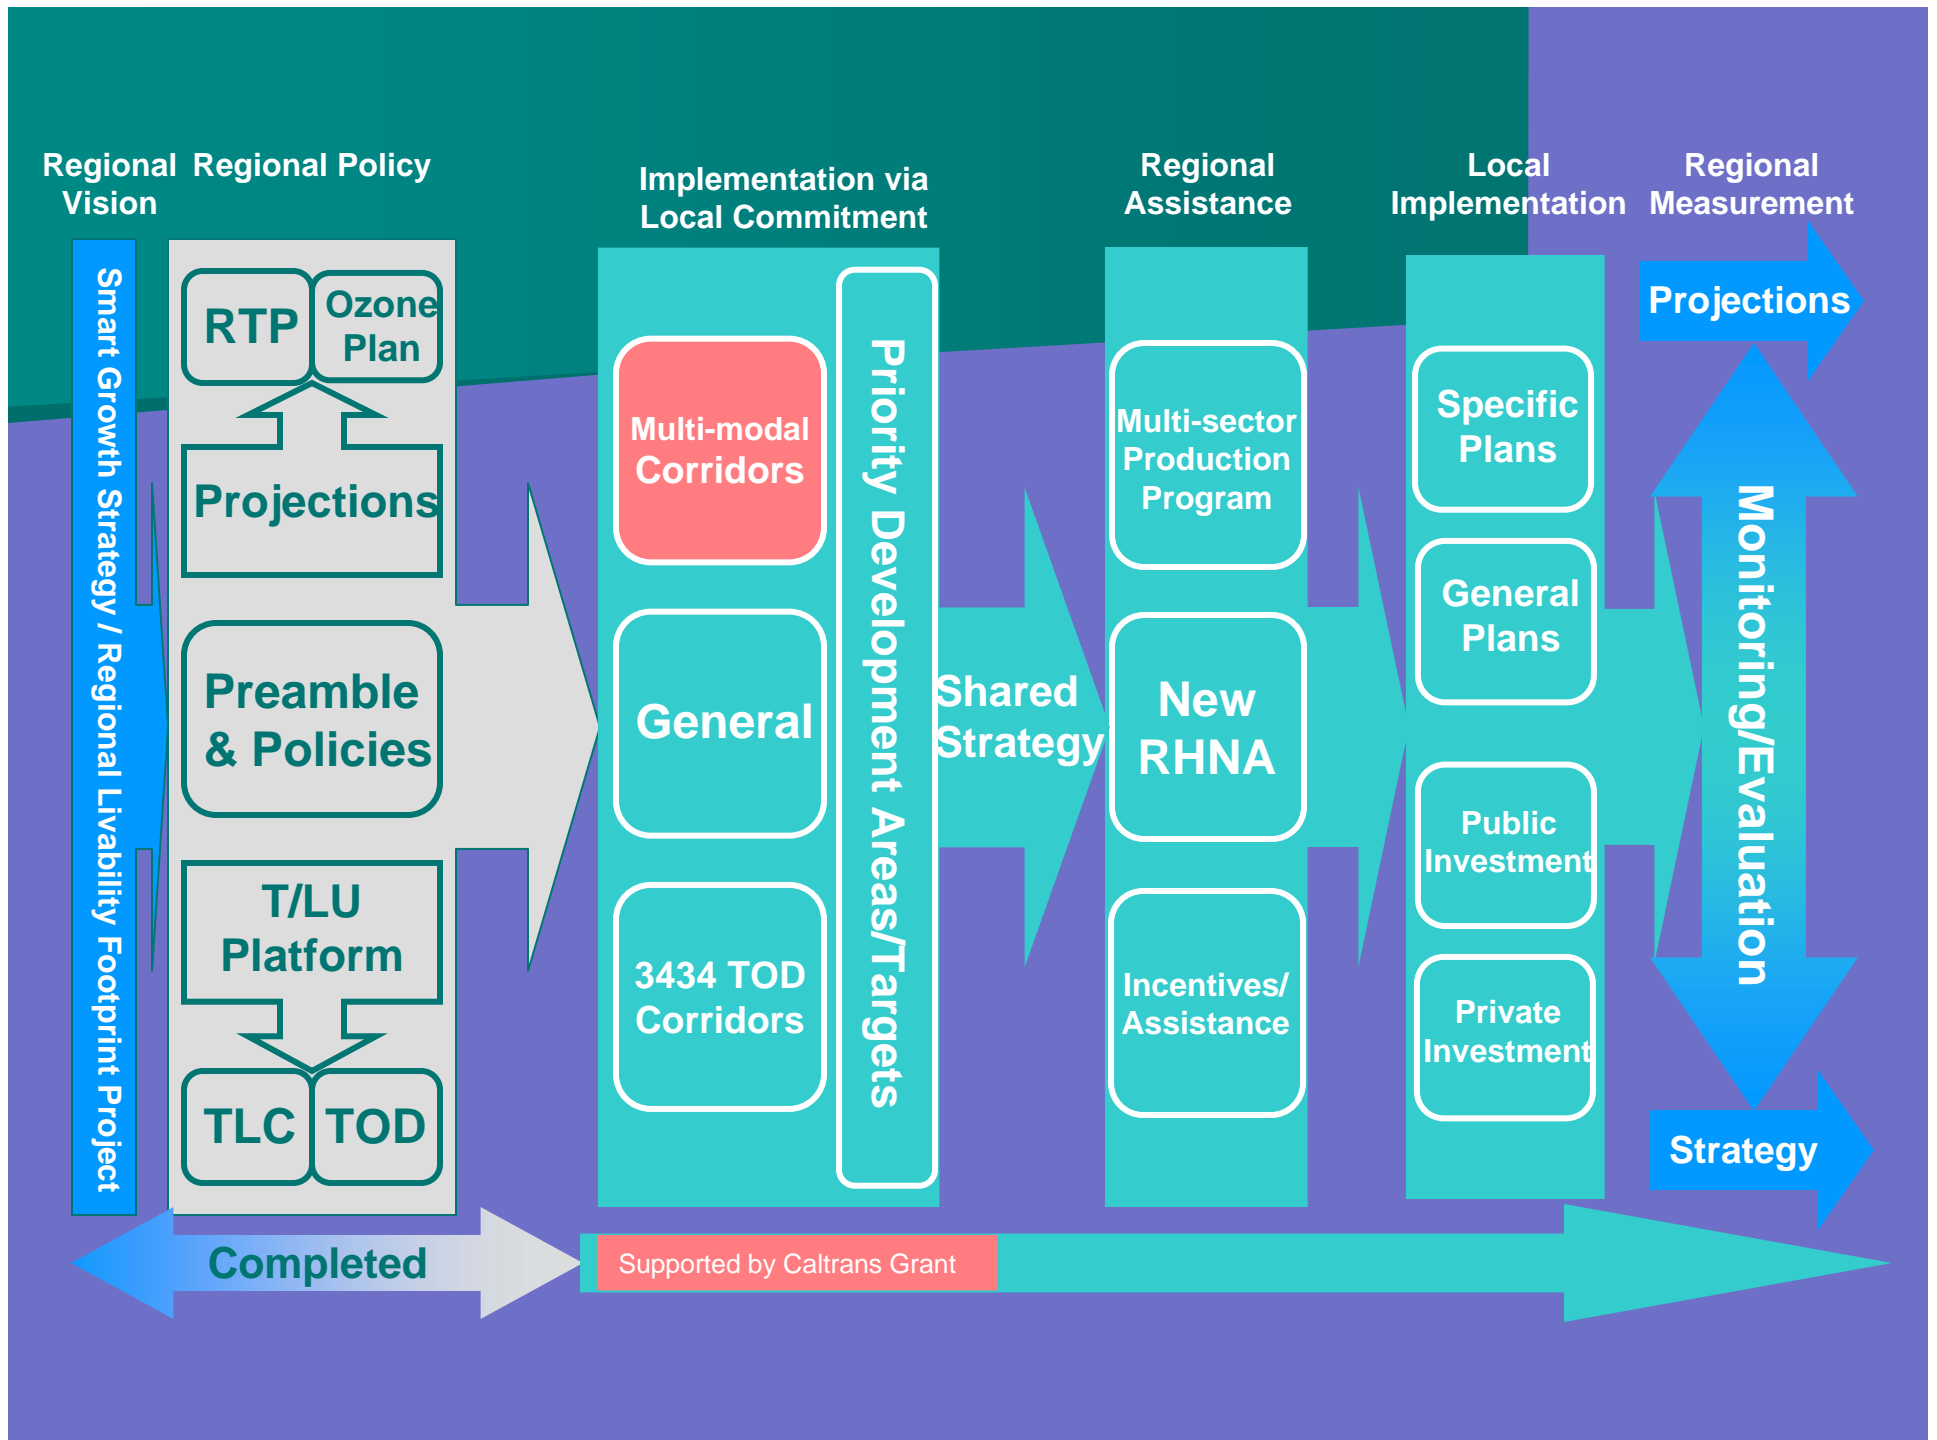 Regional
Vision
Smart Growth Strategy / Regional Livability Footprint Project
Regional Policy
RTP
Ozone
Plan
Projections
Preamble
& Policies
T/LU
Platform
TLC
TOD
Implementation via
Local Commitment
Multi-modal
Corridors
General
3434 TOD
Corridors
Priority Development Areas/Targets
Shared
Strategy
Regional
Assistance
Multi-sector
Production
Program
New
RHNA
Incentives/
Assistance
Local
Implementation
Specific
Plans
General
Plans
Public
Investment
Private
Investment
Regional
Measurement
Projections
Monitoring/Evaluation
Strategy
Completed
Supported by Caltrans Grant